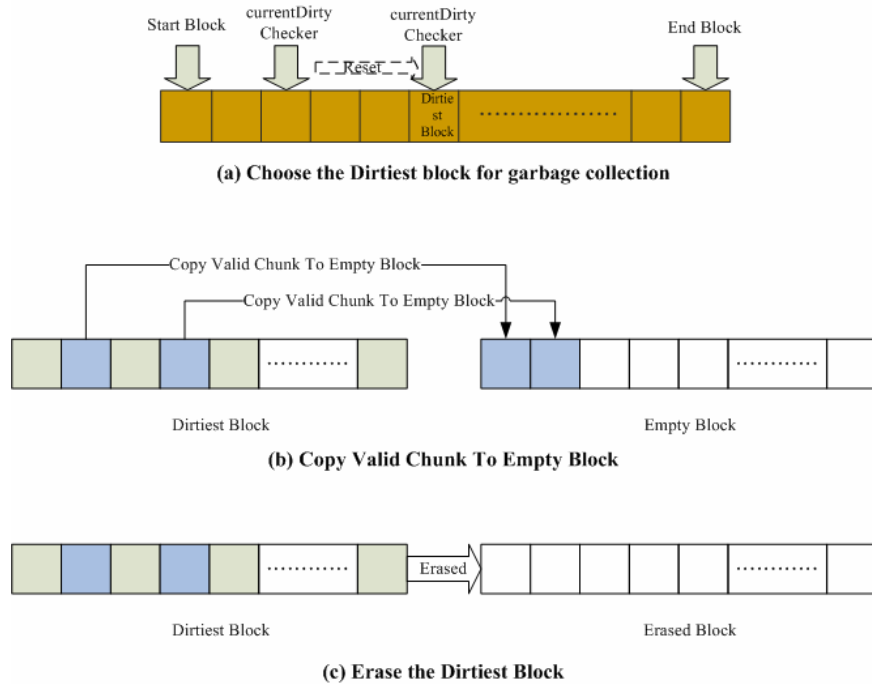 Start Block
currentDirty
Checker
currentDirty
Checker
End Block
Reset
Dirtie
st
Block
(a) Choose the Dirtiest block for garbage collection
Copy Valid Chunk To Empty Block
Copy Valid Chunk To Empty Block
Dirtiest Block
Empty Block
(b) Copy Valid Chunk To Empty Block
Erased
Dirtiest Block
Erased Block
(c) Erase the Dirtiest Block